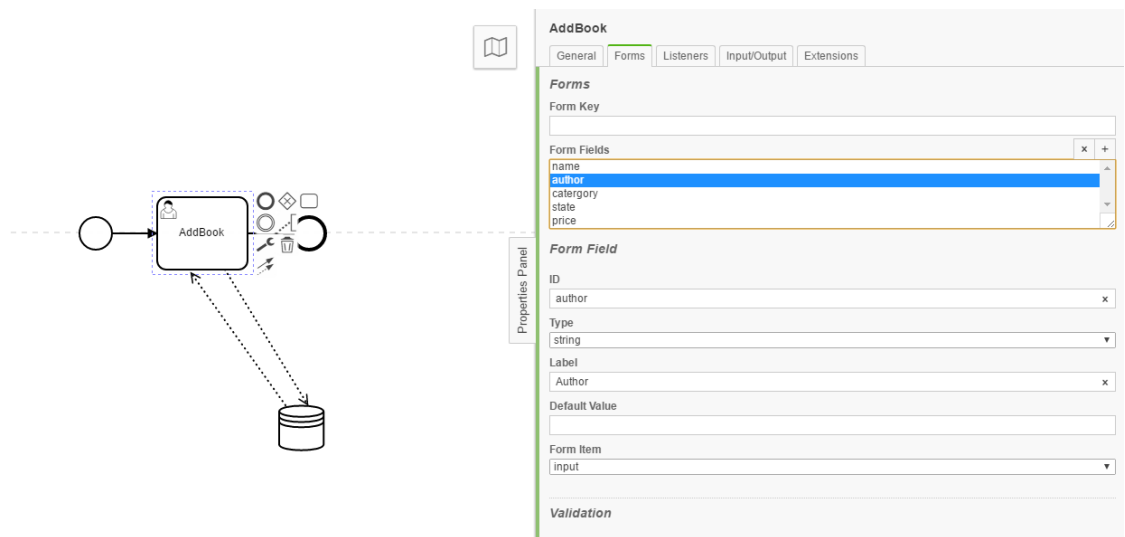 AddBook
General Forms Listeners Input/Output Extensions
Forms
Form Key
Form Fields × +
name
author
catergory
state
price
Form Field
ID
author ×
Type
string
Label
Author ×
Default Value
Form Item
input
Validation
Properties Panel
AddBook